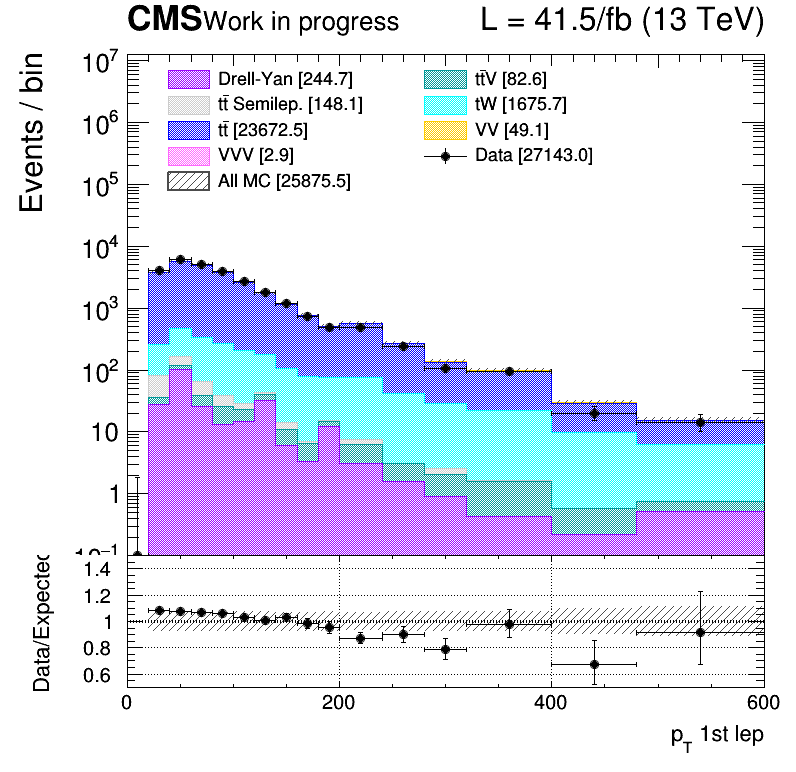 CMS Work in progress L = 41.5/fb (13 TeV)
Events / bin
10⁷
10⁶
10⁵
10⁴
10³
10²
10
1
10⁻¹
Drell-Yan [244.7]
tt̄ Semilep. [148.1]
tt̄ [23672.5]
VVV [2.9]
All MC [25875.5]
tt̄V [82.6]
tW [1675.7]
VV [49.1]
Data [27143.0]
Data/Expected
1.4
1.2
1
0.8
0.6
0 200 400 600
p_T 1st lep